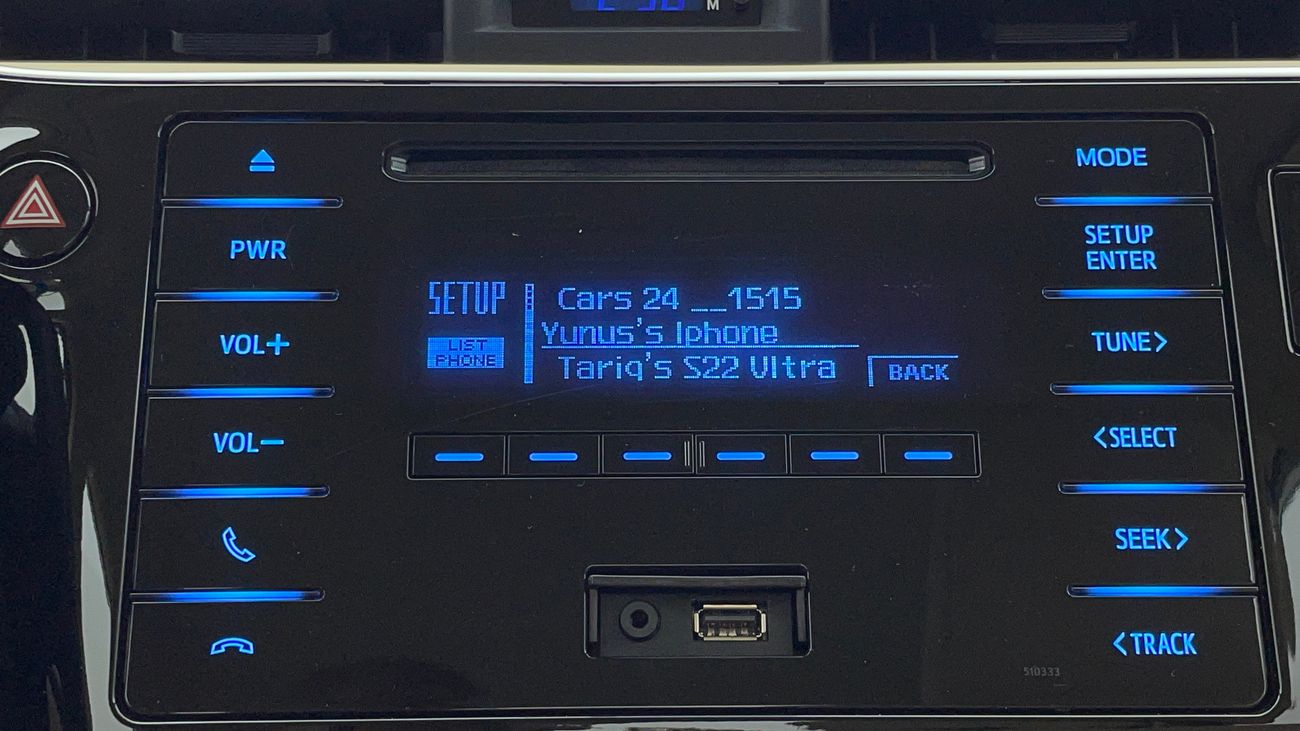 M
MODE
PWR
SETUP
ENTER
SETUP
Cars 24 __1515
VOL+
LIST
PHONE
Yunus's Iphone
TUNE>
Tariq's S22 Ultra
BACK
VOL−
<SELECT
SEEK>
<TRACK
510333